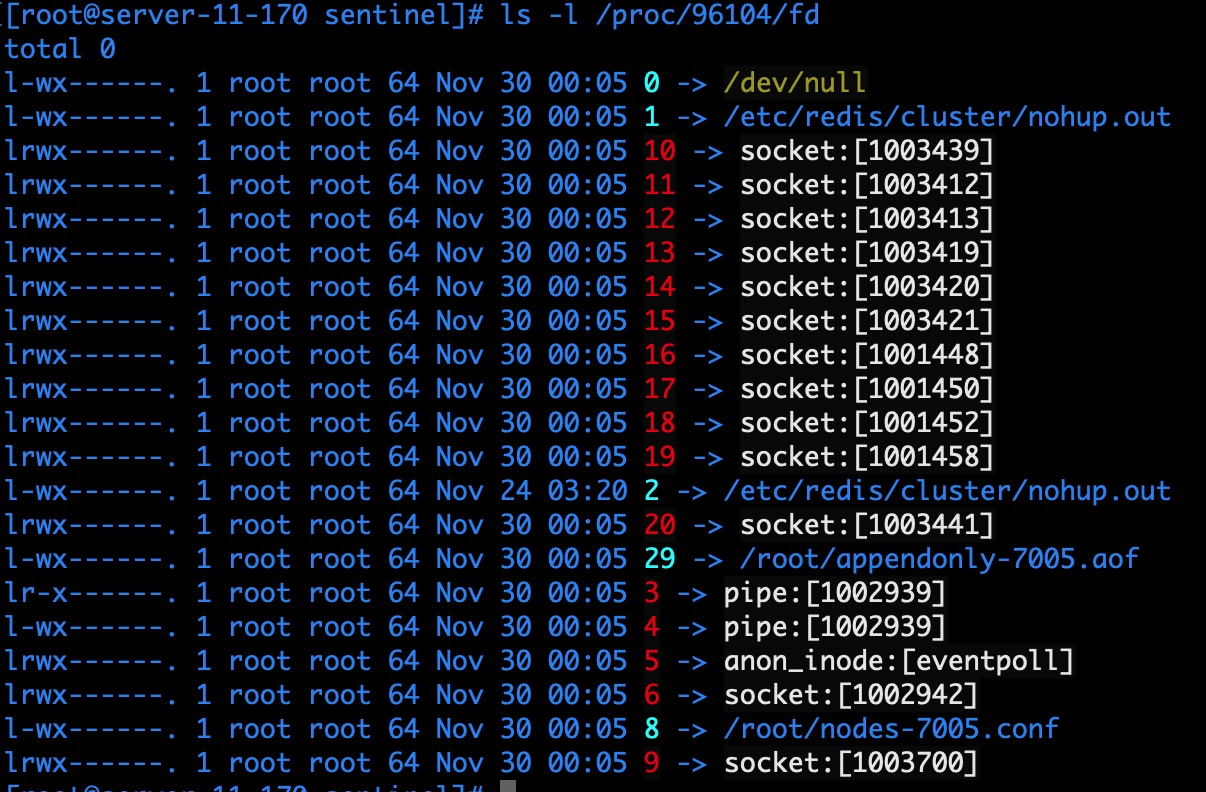 [root@server-11-170 sentinel]# ls -l /proc/96104/fd
total 0
l-wx------. 1 root root 64 Nov 30 00:05 0 -> /dev/null
l-wx------. 1 root root 64 Nov 30 00:05 1 -> /etc/redis/cluster/nohup.out
lrwx------. 1 root root 64 Nov 30 00:05 10 -> socket:[1003439]
lrwx------. 1 root root 64 Nov 30 00:05 11 -> socket:[1003412]
lrwx------. 1 root root 64 Nov 30 00:05 12 -> socket:[1003413]
lrwx------. 1 root root 64 Nov 30 00:05 13 -> socket:[1003419]
lrwx------. 1 root root 64 Nov 30 00:05 14 -> socket:[1003420]
lrwx------. 1 root root 64 Nov 30 00:05 15 -> socket:[1003421]
lrwx------. 1 root root 64 Nov 30 00:05 16 -> socket:[1001448]
lrwx------. 1 root root 64 Nov 30 00:05 17 -> socket:[1001450]
lrwx------. 1 root root 64 Nov 30 00:05 18 -> socket:[1001452]
lrwx------. 1 root root 64 Nov 30 00:05 19 -> socket:[1001458]
l-wx------. 1 root root 64 Nov 24 03:20 2 -> /etc/redis/cluster/nohup.out
lrwx------. 1 root root 64 Nov 30 00:05 20 -> socket:[1003441]
l-wx------. 1 root root 64 Nov 30 00:05 29 -> /root/appendonly-7005.aof
lr-x------. 1 root root 64 Nov 30 00:05 3 -> pipe:[1002939]
l-wx------. 1 root root 64 Nov 30 00:05 4 -> pipe:[1002939]
lrwx------. 1 root root 64 Nov 30 00:05 5 -> anon_inode:[eventpoll]
lrwx------. 1 root root 64 Nov 30 00:05 6 -> socket:[1002942]
l-wx------. 1 root root 64 Nov 30 00:05 8 -> /root/nodes-7005.conf
lrwx------. 1 root root 64 Nov 30 00:05 9 -> socket:[1003700]
[root@server-11-170 sentinel]#